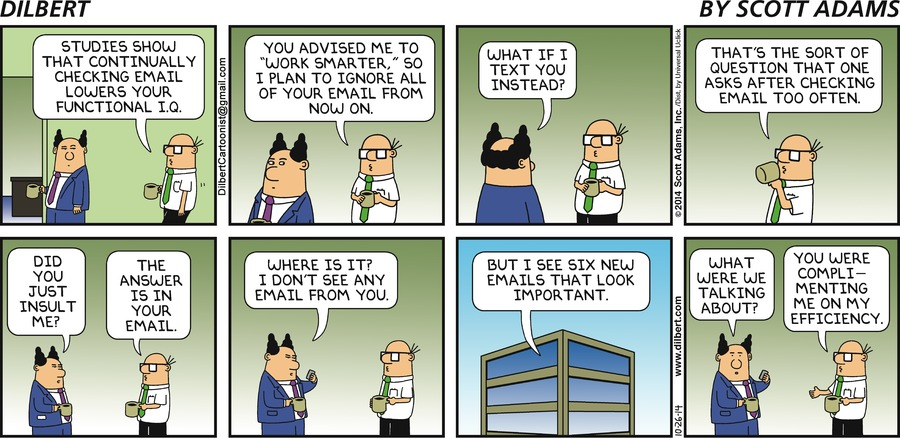 DILBERT
BY SCOTT ADAMS
STUDIES SHOW
THAT CONTINUALLY
CHECKING EMAIL
LOWERS YOUR
FUNCTIONAL I.Q.
DilbertCartoonist@gmail.com
YOU ADVISED ME TO
“WORK SMARTER,” SO
I PLAN TO IGNORE ALL
OF YOUR EMAIL FROM
NOW ON.
WHAT IF I
TEXT YOU
INSTEAD?
©2014 Scott Adams, Inc. /Dist. by Universal Uclick
THAT'S THE SORT OF
QUESTION THAT ONE
ASKS AFTER CHECKING
EMAIL TOO OFTEN.
DID
YOU
JUST
INSULT
ME?
THE
ANSWER
IS IN
YOUR
EMAIL.
WHERE IS IT?
I DON'T SEE ANY
EMAIL FROM YOU.
BUT I SEE SIX NEW
EMAILS THAT LOOK
IMPORTANT.
10-26-14 www.dilbert.com
WHAT
WERE WE
TALKING
ABOUT?
YOU WERE
COMPLI-
MENTING
ME ON MY
EFFICIENCY.